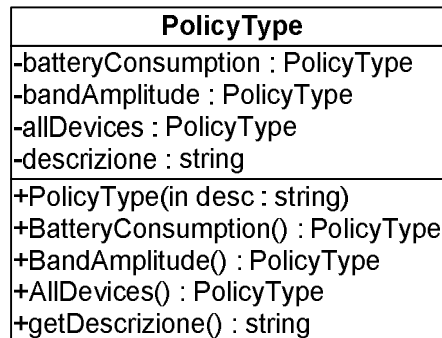 PolicyType
-batteryConsumption : PolicyType
-bandAmplitude : PolicyType
-allDevices : PolicyType
-descrizione : string
+PolicyType(in desc : string)
+BatteryConsumption() : PolicyType
+BandAmplitude() : PolicyType
+AllDevices() : PolicyType
+getDescrizione() : string